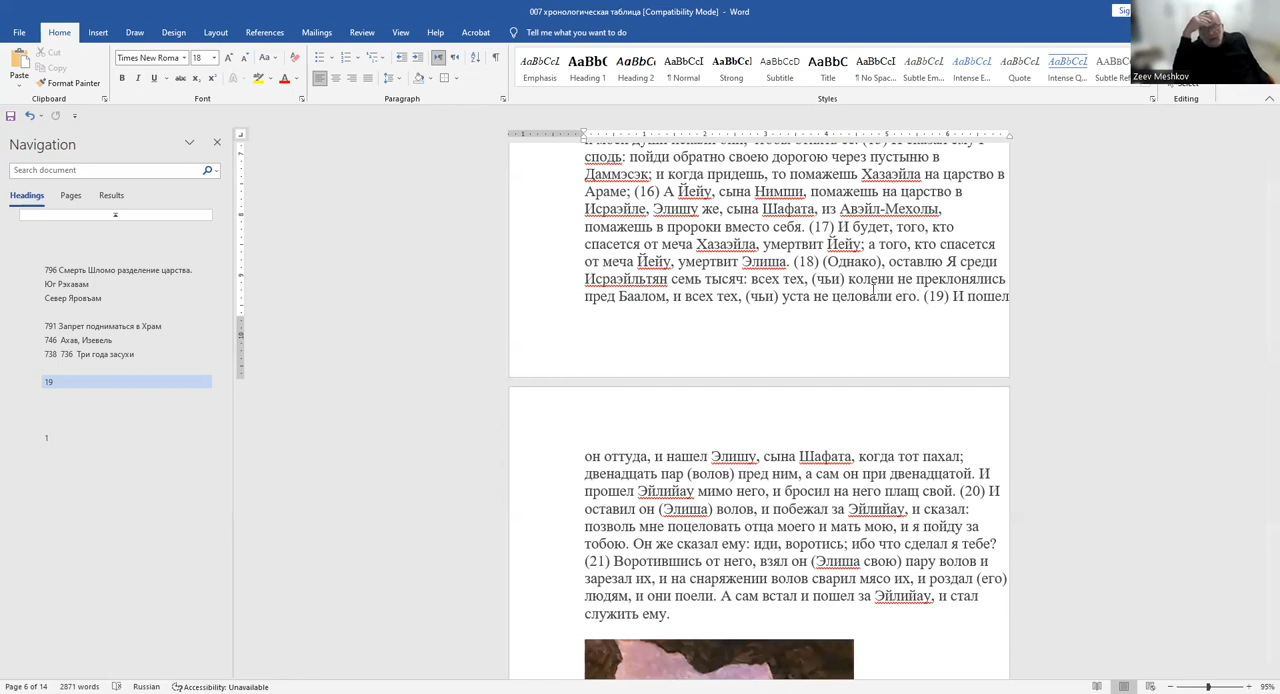 007 хронологическая таблица [Compatibility Mode] - Word
File Home Insert Draw Design Layout References Mailings Review View Help Acrobat Tell me what you want to do
Zeev Meshkov
Paste
Cut
Copy
Format Painter
Times New Roma 18
Clipboard Font Paragraph Styles Editing
Emphasis Heading 1 Heading 2 ¶ Normal Strong Subtitle Title ¶ No Spac... Subtle Em... Intense E... Quote Intense Q... Subtle Ref
Navigation
Search document
Headings Pages Results
796 Смерть Шломо разделение царства.
Юг Рэхавам
Север Яровъам
791 Запрет подниматься в Храм
746 Ахав, Изевель
738 736 Три года засухи
19
1
сподь: пойди обратно своею дорогою через пустыню в
Даммэсэк; и когда придешь, то помажешь Хазаэйла на царство в
Араме; (16) А Йейу, сына Нимши, помажешь на царство в
Исраэйле, Элишу же, сына Шафата, из Авэйл-Мехолы,
помажешь в пророки вместо себя. (17) И будет, того, кто
спасется от меча Хазаэйла, умертвит Йейу; а того, кто спасется
от меча Йейу, умертвит Элиша. (18) (Однако), оставлю Я среди
Исраэйльтян семь тысяч: всех тех, (чьи) колени не преклонялись
пред Баалом, и всех тех, (чьи) уста не целовали его. (19) И пошел
он оттуда, и нашел Элишу, сына Шафата, когда тот пахал;
двенадцать пар (волов) пред ним, а сам он при двенадцатой. И
прошел Эйлийау мимо него, и бросил на него плащ свой. (20) И
оставил он (Элиша) волов, и побежал за Эйлийау, и сказал:
позволь мне поцеловать отца моего и мать мою, и я пойду за
тобою. Он же сказал ему: иди, воротись; ибо что сделал я тебе?
(21) Воротившись от него, взял он (Элиша свою) пару волов и
зарезал их, и на снаряжении волов сварил мясо их, и роздал (его)
людям, и они поели. А сам встал и пошел за Эйлийау, и стал
служить ему.
Page 6 of 14 2871 words Russian Accessibility: Unavailable 95%